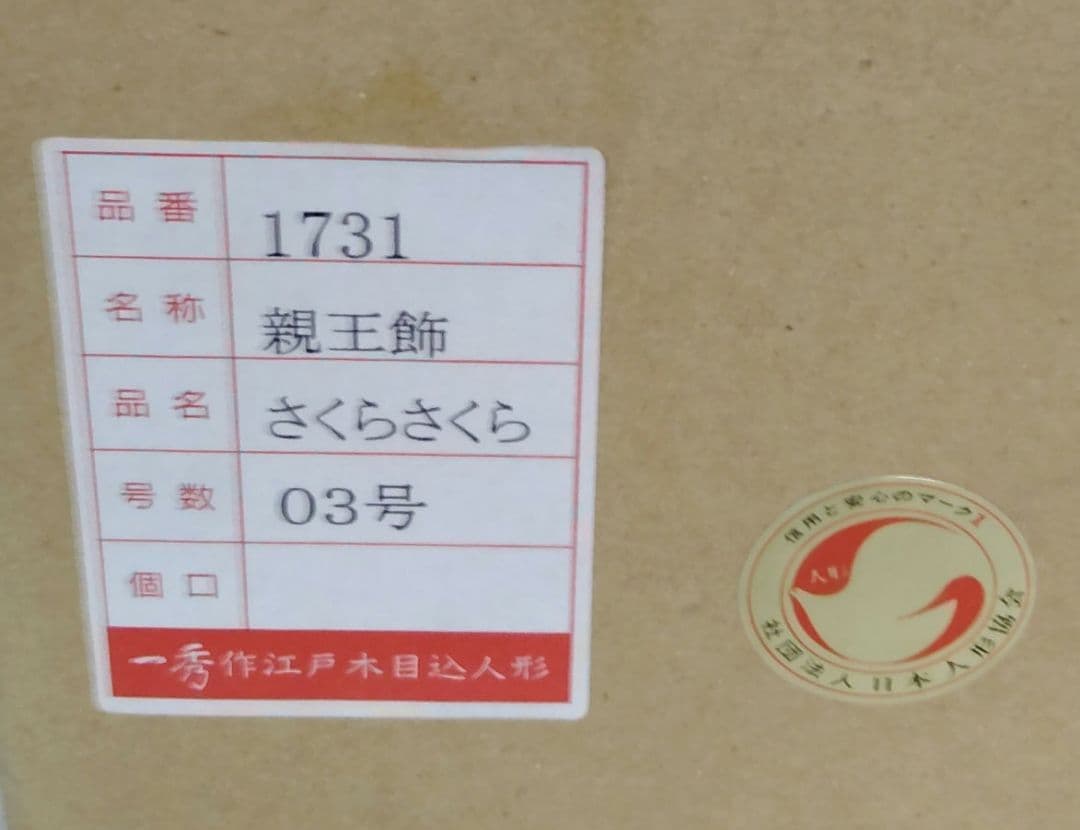 品番 1731
名称 親王飾
品名 さくらさくら
号数 03号
個口
一秀作江戸木目込人形
信用と安心のマーク
人形
社団法人日本人形協会